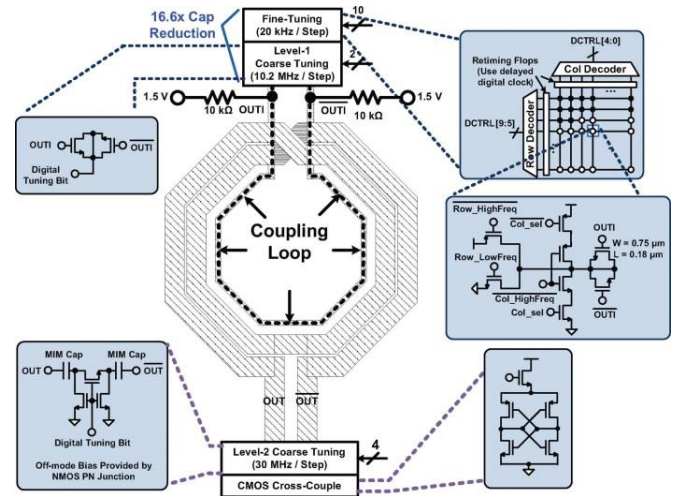 16.6x Cap
Reduction
Fine-Tuning
(20 kHz / Step)
10
Level-1
Coarse Tuning
(10.2 MHz / Step)
2
1.5 V
10 kΩ
OUTI
OUTI
10 kΩ
1.5 V
DCTRL[4:0]
Retiming Flops
(Use delayed
digital clock)
Col Decoder
...
Row Decoder
DCTRL[9:5]
OUTI
OUTI
Digital
Tuning Bit
Coupling
Loop
Row_HighFreq
Col_sel
OUTI
W = 0.75 µm
L = 0.18 µm
Row_LowFreq
Col_HighFreq
Col_sel
OUTI
MIM Cap
MIM Cap
OUT
OUT
Digital Tuning Bit
Off-mode Bias Provided by
NMOS PN Junction
OUT
OUT
Level-2 Coarse Tuning
(30 MHz / Step)
4
CMOS Cross-Couple